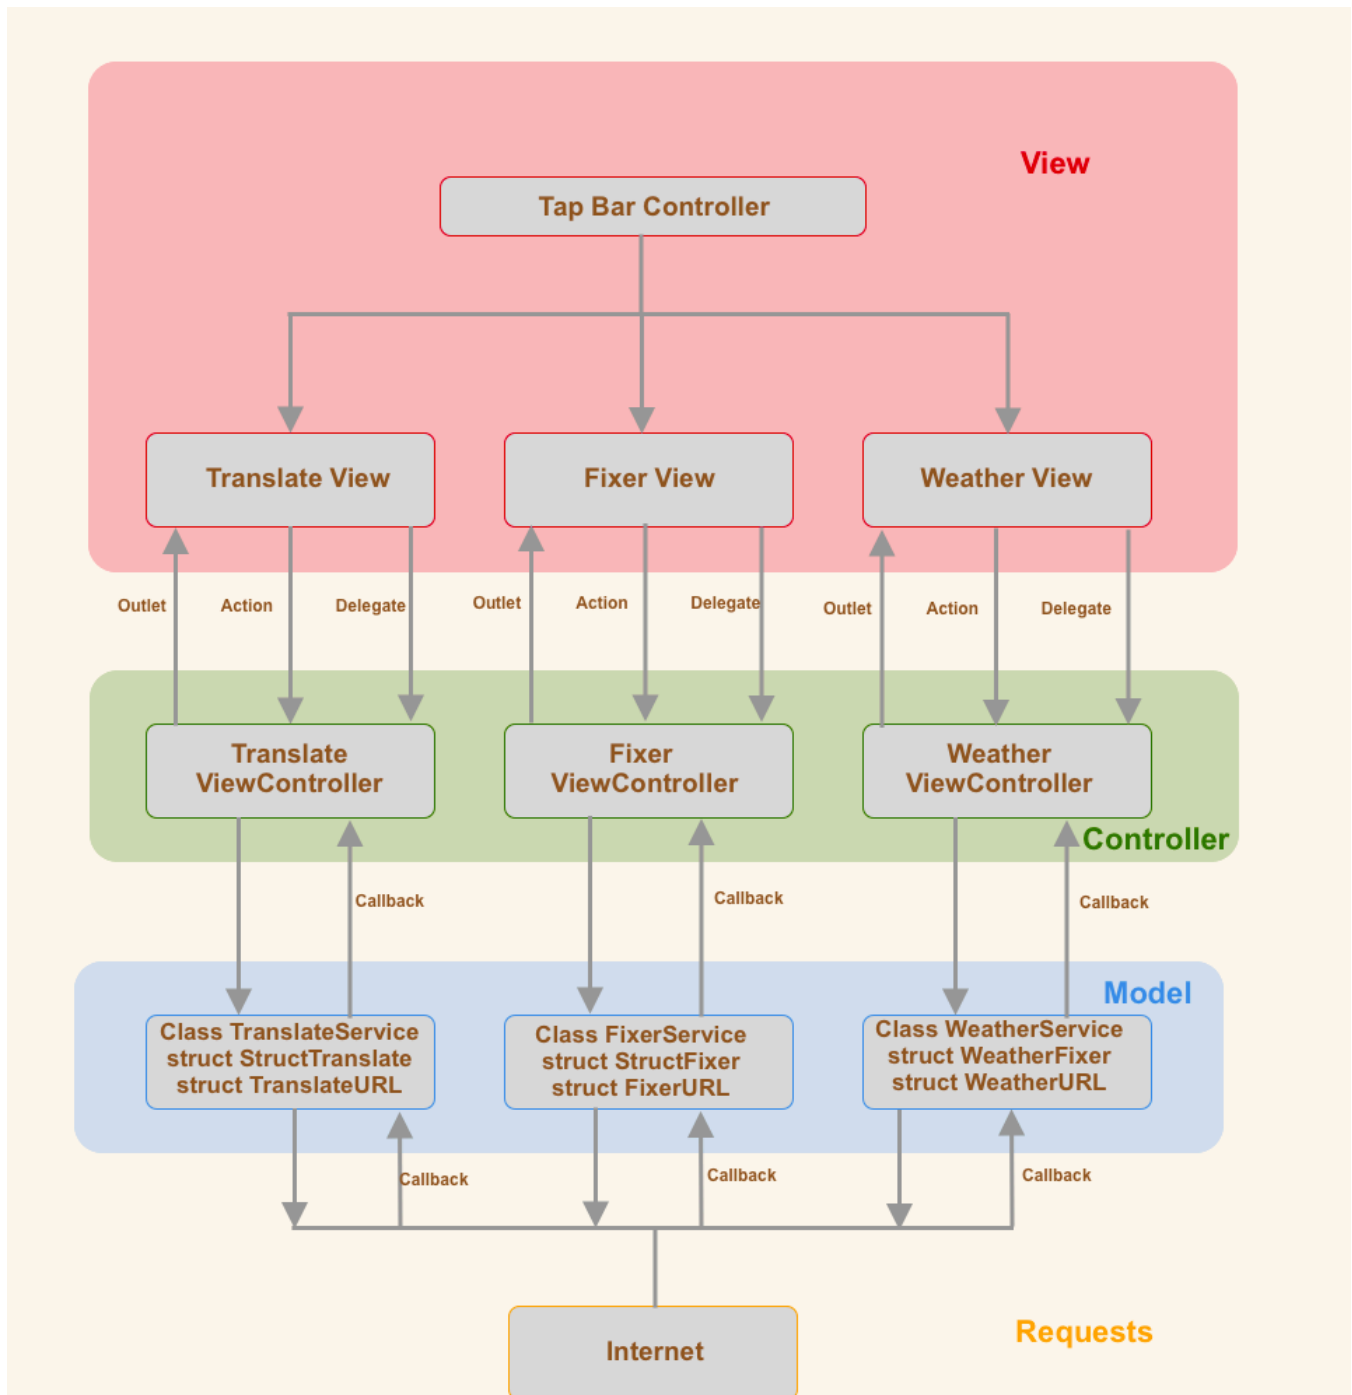 View
Tap Bar Controller
Translate View
Fixer View
Weather View
Outlet
Action
Delegate
Outlet
Action
Delegate
Outlet
Action
Delegate
Translate
ViewController
Fixer
ViewController
Weather
ViewController
Controller
Callback
Callback
Callback
Model
Class TranslateService
struct StructTranslate
struct TranslateURL
Class FixerService
struct StructFixer
struct FixerURL
Class WeatherService
struct WeatherFixer
struct WeatherURL
Callback
Callback
Callback
Requests
Internet